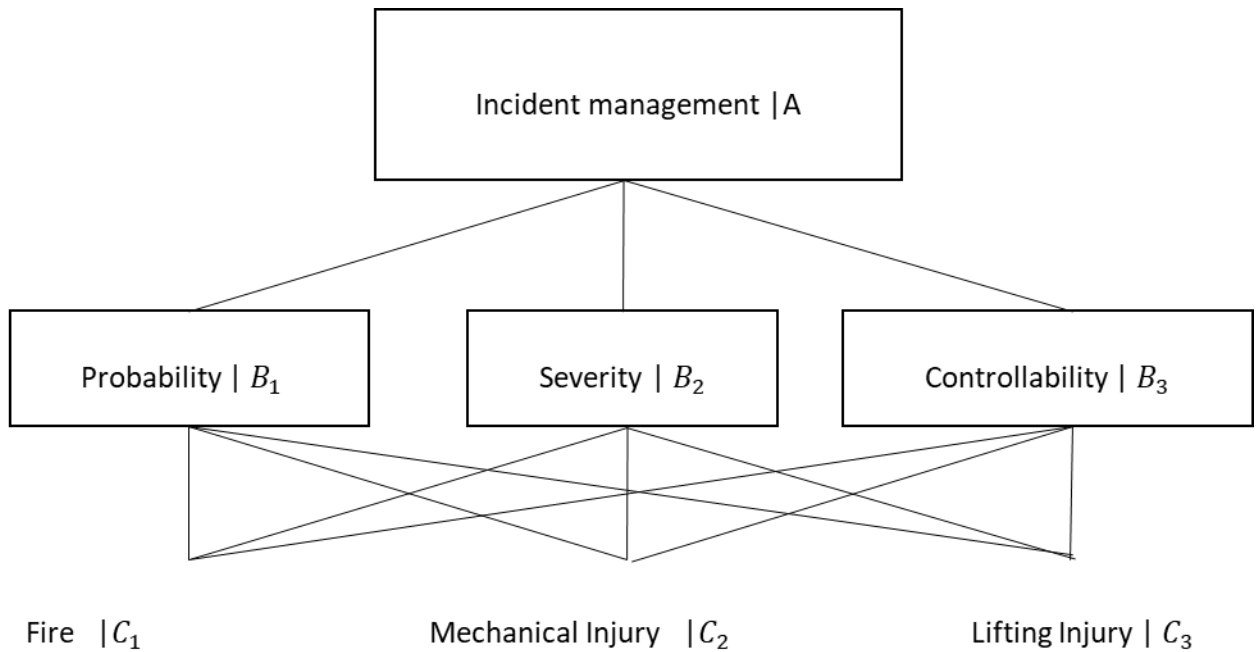 Incident management |A
Probability | B₁
Severity | B₂
Controllability | B₃
Fire |C₁
Mechanical Injury |C₂
Lifting Injury | C₃